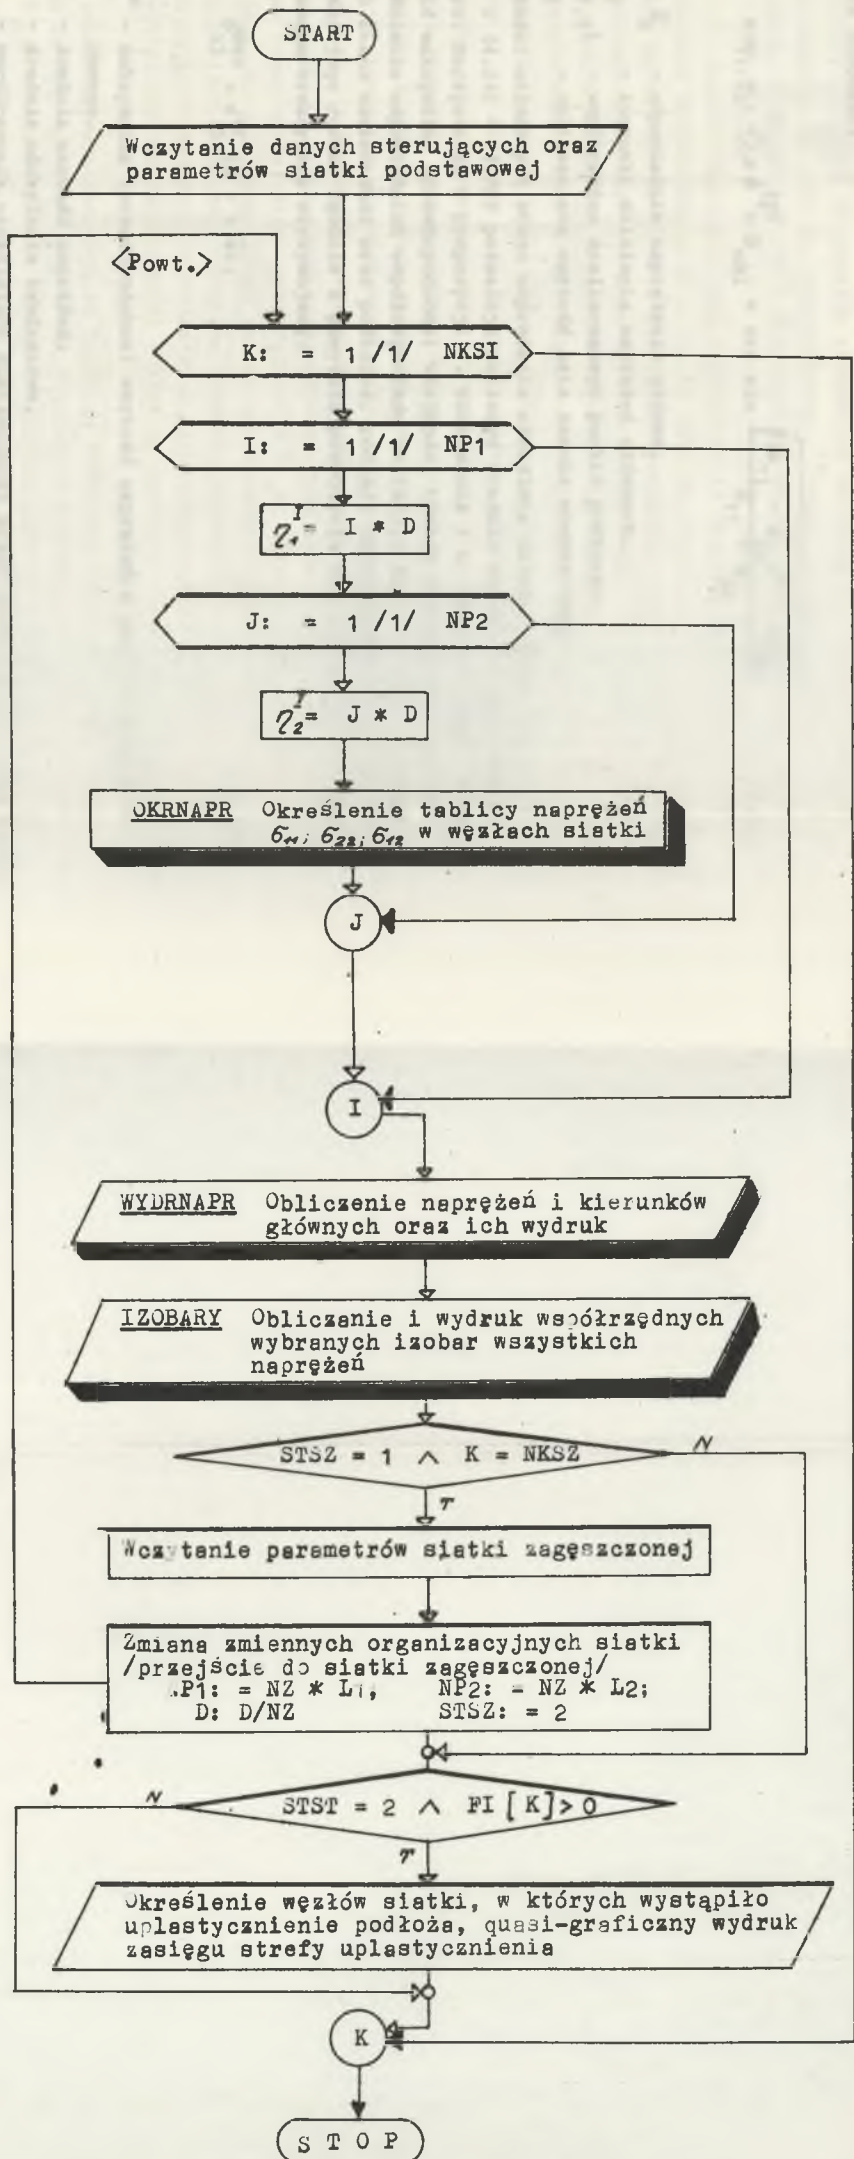 START
Wczytanie danych sterujących oraz
parametrów siatki podstawowej
<Powt.>
K: = 1 /1/ NKSI
I: = 1 /1/ NP1
η₁ᴵ = I * D
J: = 1 /1/ NP2
η₂ᴵ = J * D
OKRNAPR Określenie tablicy naprężeń
σ₁₁; σ₂₂; σ₁₂ w węzłach siatki
J
I
WYDRNAPR Obliczenie naprężeń i kierunków
głównych oraz ich wydruk
IZOBARY Obliczanie i wydruk współrzędnych
wybranych izobar wszystkich
naprężeń
STSZ = 1 ∧ K = NKSZ
N
T
Wczytanie parametrów siatki zagęszczonej
Zmiana zmiennych organizacyjnych siatki
/przejście do siatki zagęszczonej/
P1: = NZ * L1, NP2: = NZ * L2;
D: D/NZ STSZ: = 2
N
STST = 2 ∧ FI [ K ] > 0
T
Określenie węzłów siatki, w których wystąpiło
uplastycznienie podłoża, quasi-graficzny wydruk
zasięgu strefy uplastycznienia
K
S T O P